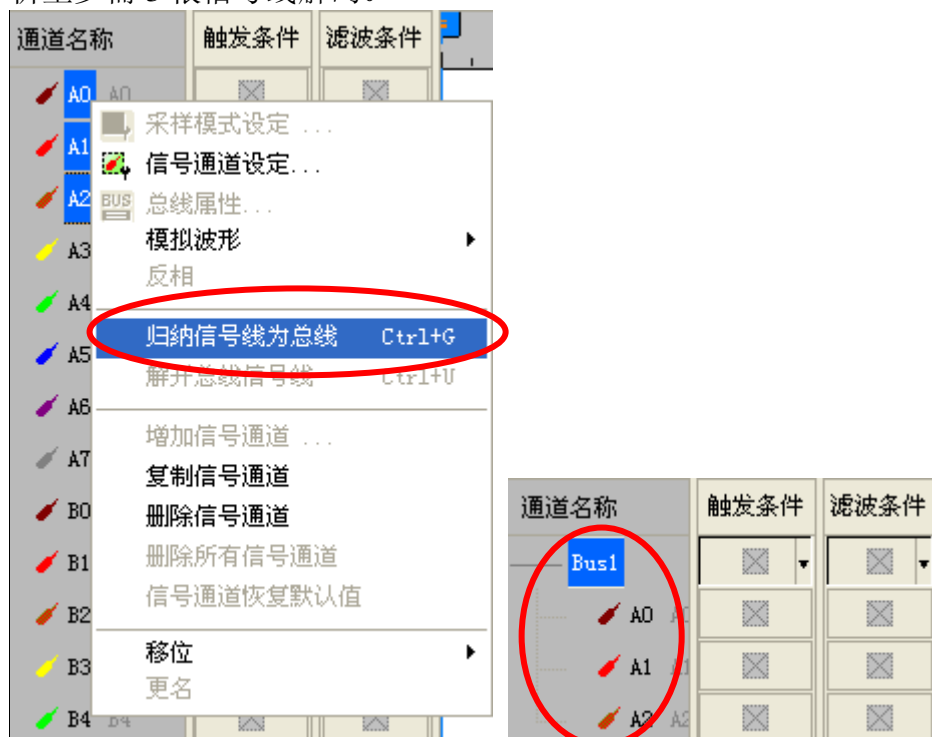 通道名称 触发条件 滤波条件
A0 A0
采样模式设定 ...
A1
信号通道设定...
A2
BUS 总线属性...
模拟波形
A3
反相
A4
归纳信号线为总线 Ctrl+G
A5
解开总线信号线 Ctrl+U
A6
增加信号通道 ...
A7
复制信号通道
B0 删除信号通道
B1 删除所有信号通道
信号通道恢复默认值
B2
移位
B3
更名
B4 B4
通道名称 触发条件 滤波条件
Bus1
A0 A0
A1 A1
A2 A2